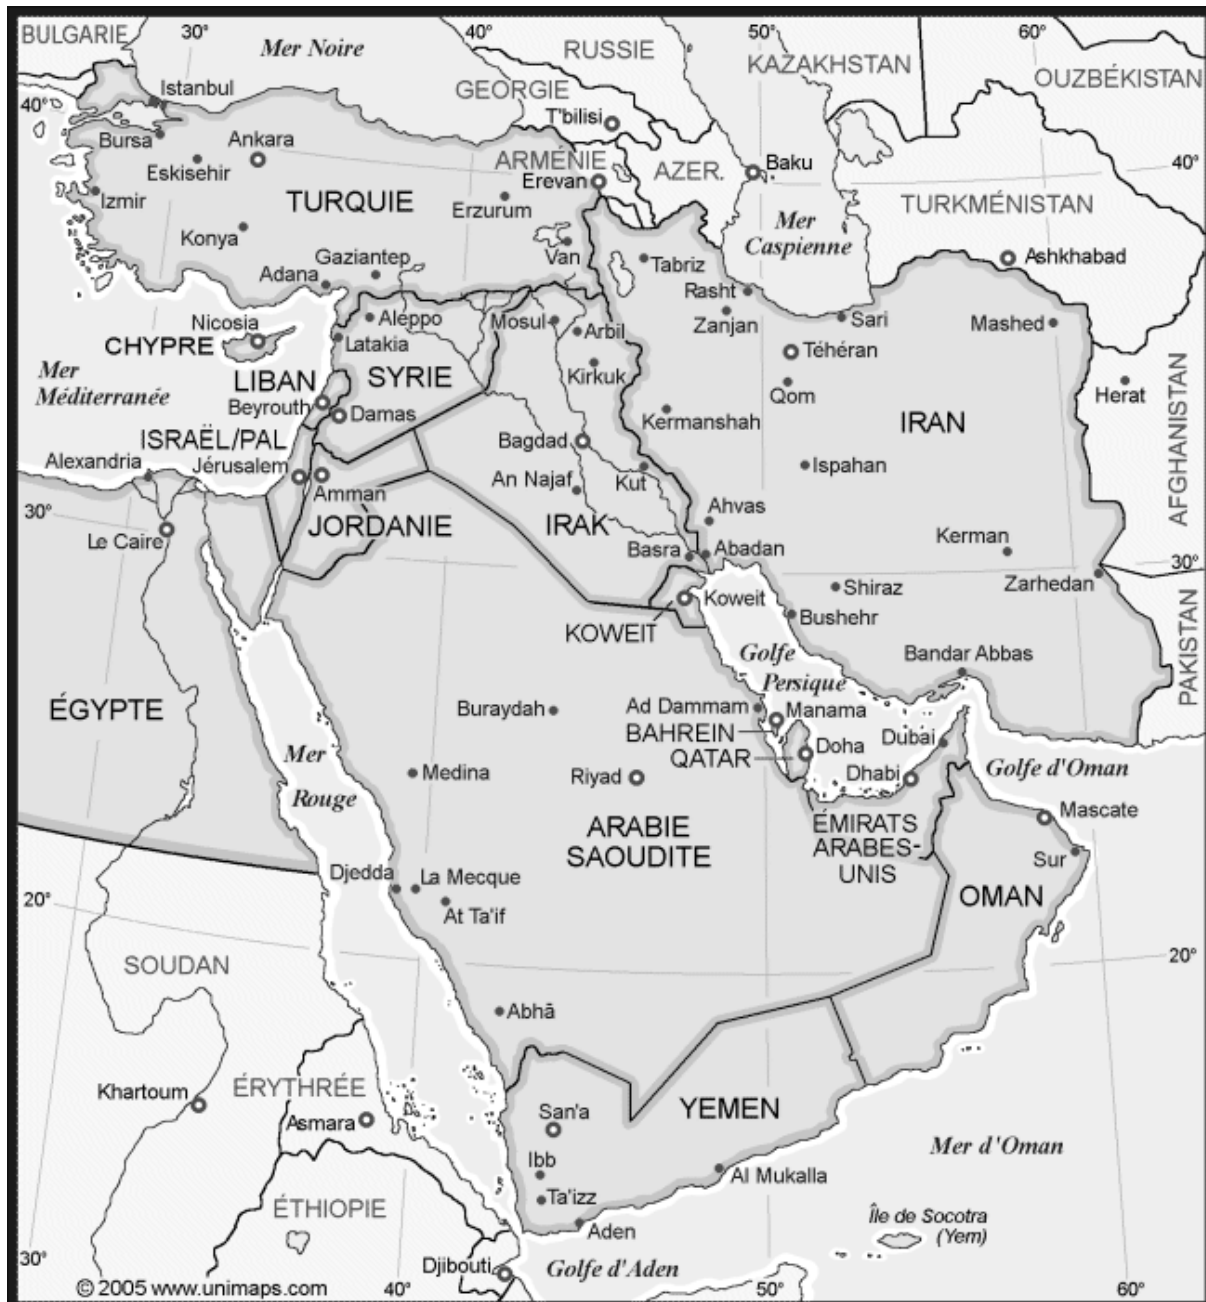 BULGARIE
30°
Mer Noire
40°
RUSSIE
50°
KAZAKHSTAN
60°
OUZBÉKISTAN
40°
Istanbul
GEORGIE
T'bilisi
Bursa
Ankara
Eskisehir
ARMÉNIE
Erevan
AZER.
Baku
40°
Izmir
TURQUIE
Erzurum
TURKMÉNISTAN
Konya
Van
Mer
Caspienne
Ashkhabad
Gaziantep
Adana
Tabriz
Rasht
Zanjan
Sari
Mashed
Nicosia
CHYPRE
Aleppo
Latakia
Mosul
Arbil
Téhéran
Mer
Méditerranée
LIBAN
Beyrouth
SYRIE
Kirkuk
Qom
Herat
AFGHANISTAN
Damas
Kermanshah
IRAN
ISRAËL/PAL
Jérusalem
Bagdad
Alexandria
Amman
An Najaf
Kut
Ispahan
30°
Le Caire
JORDANIE
IRAK
Ahvas
Basra
Abadan
Kerman
30°
Shiraz
Zarhedan
Koweit
KOWEIT
Bushehr
PAKISTAN
Golfe
Persique
Bandar Abbas
ÉGYPTE
Buraydah
Ad Dammam
Manama
BAHREIN
QATAR
Doha
Dubai
Mer
Rouge
Medina
Riyad
Dhabi
Golfe d'Oman
Mascate
ARABIE
SAOUDITE
ÉMIRATS
ARABES-
UNIS
Sur
Djedda
La Mecque
At Ta'if
OMAN
20°
20°
SOUDAN
Abhā
Khartoum
ÉRYTHRÉE
Asmara
San'a
YEMEN
Ibb
Ta'izz
Al Mukalla
Mer d'Oman
ÉTHIOPIE
Aden
Île de Socotra
(Yem)
30°
Djibouti
Golfe d'Aden
© 2005 www.unimaps.com
40°
50°
60°